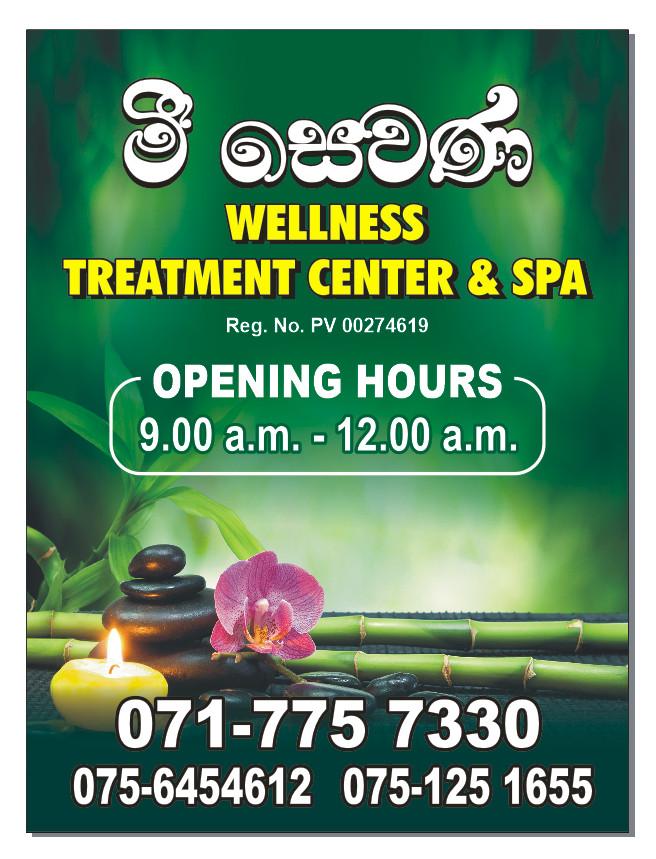 මී සෙවණ
WELLNESS
TREATMENT CENTER & SPA
Reg. No. PV 00274619
OPENING HOURS
9.00 a.m. - 12.00 a.m.
071-775 7330
075-6454612 075-125 1655